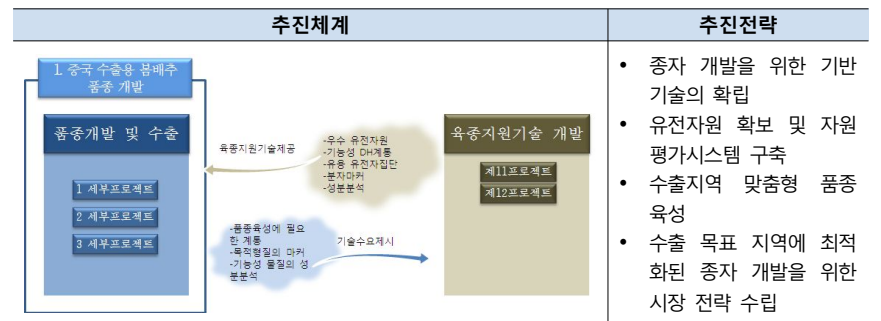 추진체계
추진전략
1. 중국 수출용 봄배추
품종 개발
품종개발 및 수출
1 세부프로젝트
2 세부프로젝트
3 세부프로젝트
육종지원기술제공
-우수 유전자원
-기능성 DH계통
-유용 유전자집단
-분자마커
-성분분석
-품종육성에 필요
한 계통
-목적형질의 마커
-기능성 물질의 성
분분석
기술수요제시
육종지원기술 개발
제11프로젝트
제12프로젝트
• 종자 개발을 위한 기반
기술의 확립
• 유전자원 확보 및 자원
평가시스템 구축
• 수출지역 맞춤형 품종
육성
• 수출 목표 지역에 최적
화된 종자 개발을 위한
시장 전략 수립